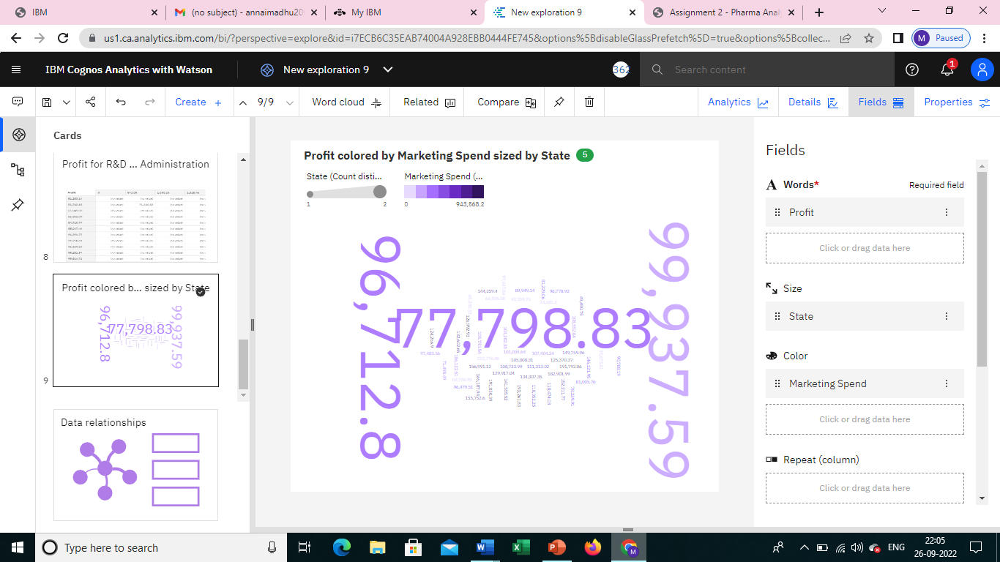 IBM
(no subject) - annaimadhu20
My IBM
New exploration 9
Assignment 2 - Pharma Anal
us1.ca.analytics.ibm.com/bi/?perspective=explore&id=i7ECB6C35EAB74004A928EBB0444FE745&options%5BdisableGlassPrefetch%5D=true&options%5Bcollec...
M Paused
IBM Cognos Analytics with Watson
New exploration 9
362
Search content
1
Create +
9/9
Word cloud
Related
Compare
Analytics
Details
Fields
Properties
Cards
Profit for R&D ... Administration
8
Profit colored b... sized by State
96,712.8
77,798.83
99,937.59
9
Data relationships
Profit colored by Marketing Spend sized by State 5
State (Count disti...
Marketing Spend (...
1 2
0 943,568.2
96,712.8
77,798.83
99,937.59
144,259.4
89,949.14
96,778.92
97,483.56
101,004.64
107,404.34
149,759.96
105,008.31
125,370.37
156,991.12
108,733.99
111,313.02
191,792.06
129,917.04
182,901.99
134,307.35
96,479.51
81,005.76
155,752.6
Fields
Words*
Required field
Profit
Click or drag data here
Size
State
Color
Marketing Spend
Click or drag data here
Repeat (column)
Click or drag data here
Type here to search
ENG
22:05
26-09-2022